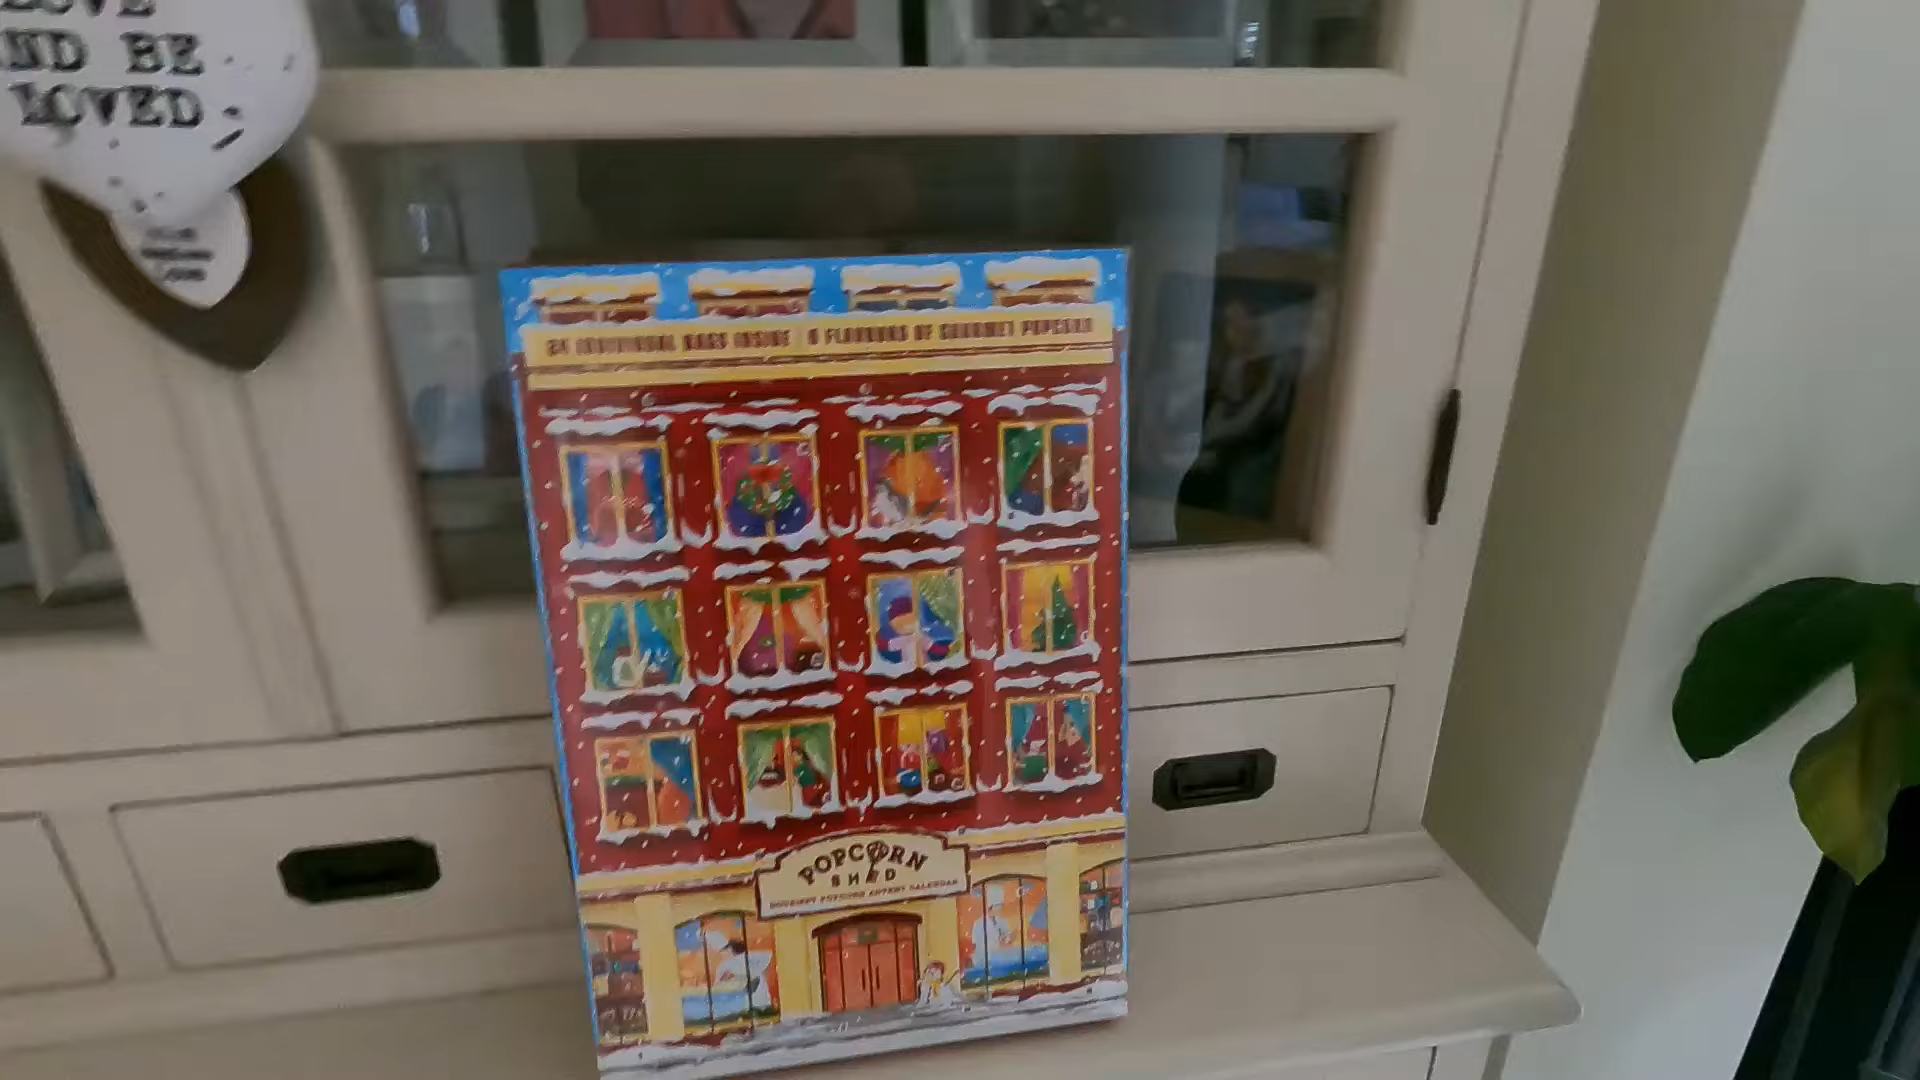 LOVE
AND BE
LOVED
24 INDIVIDUAL BAGS INSIDE
8 FLAVOURS OF GOURMET POPCORN
POPCORN
SHED
GOURMET POPCORN ADVENT CALENDAR